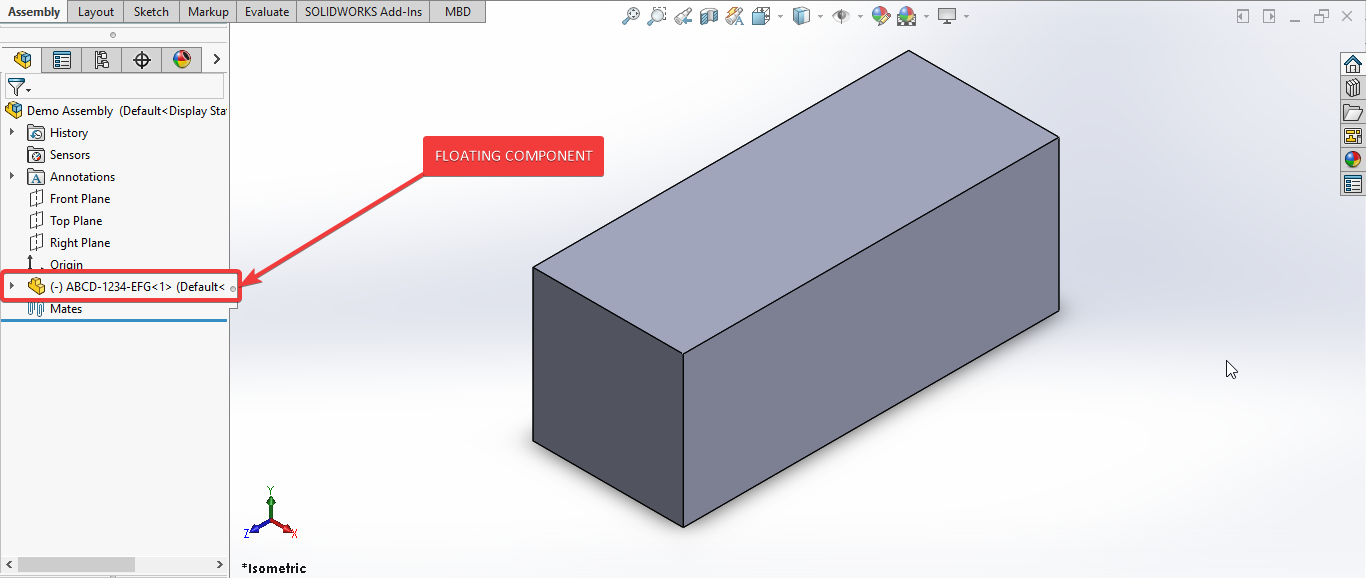 Assembly Layout Sketch Markup Evaluate SOLIDWORKS Add-Ins MBD
Demo Assembly (Default<Display Sta
History
Sensors
A Annotations
Front Plane
Top Plane
Right Plane
Origin
(-) ABCD-1234-EFG<1> (Default<
Mates
FLOATING COMPONENT
Y
Z X
*Isometric